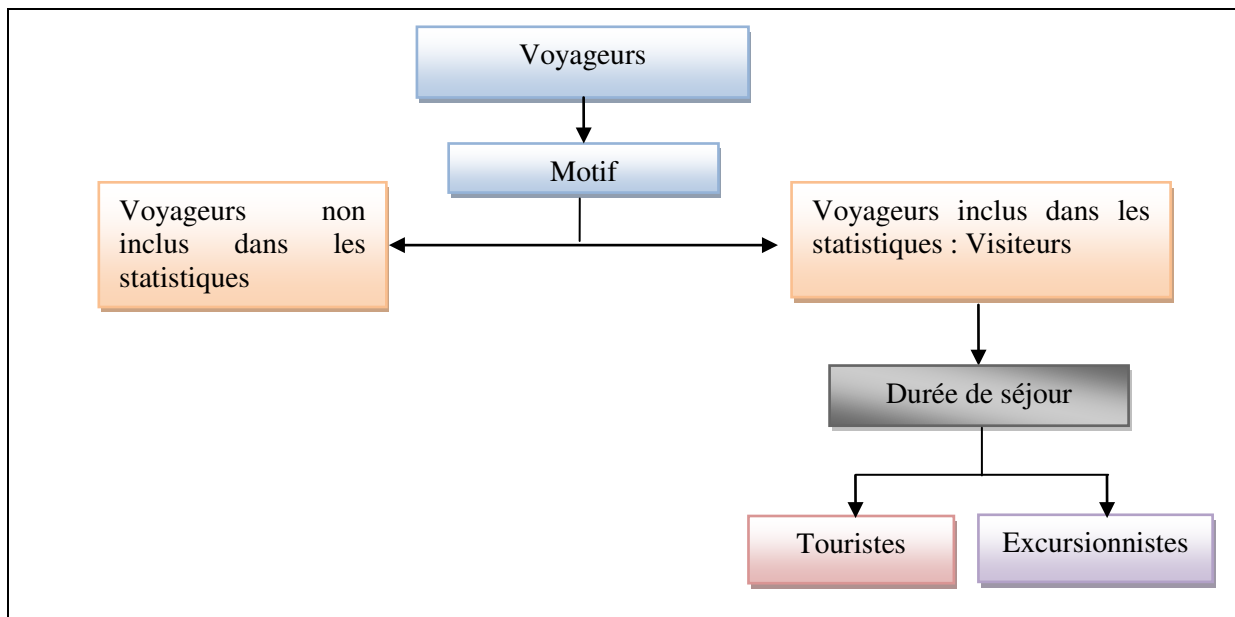 Voyageurs
Motif
Voyageurs non
inclus dans les
statistiques
Voyageurs inclus dans les
statistiques : Visiteurs
Durée de séjour
Touristes
Excursionnistes